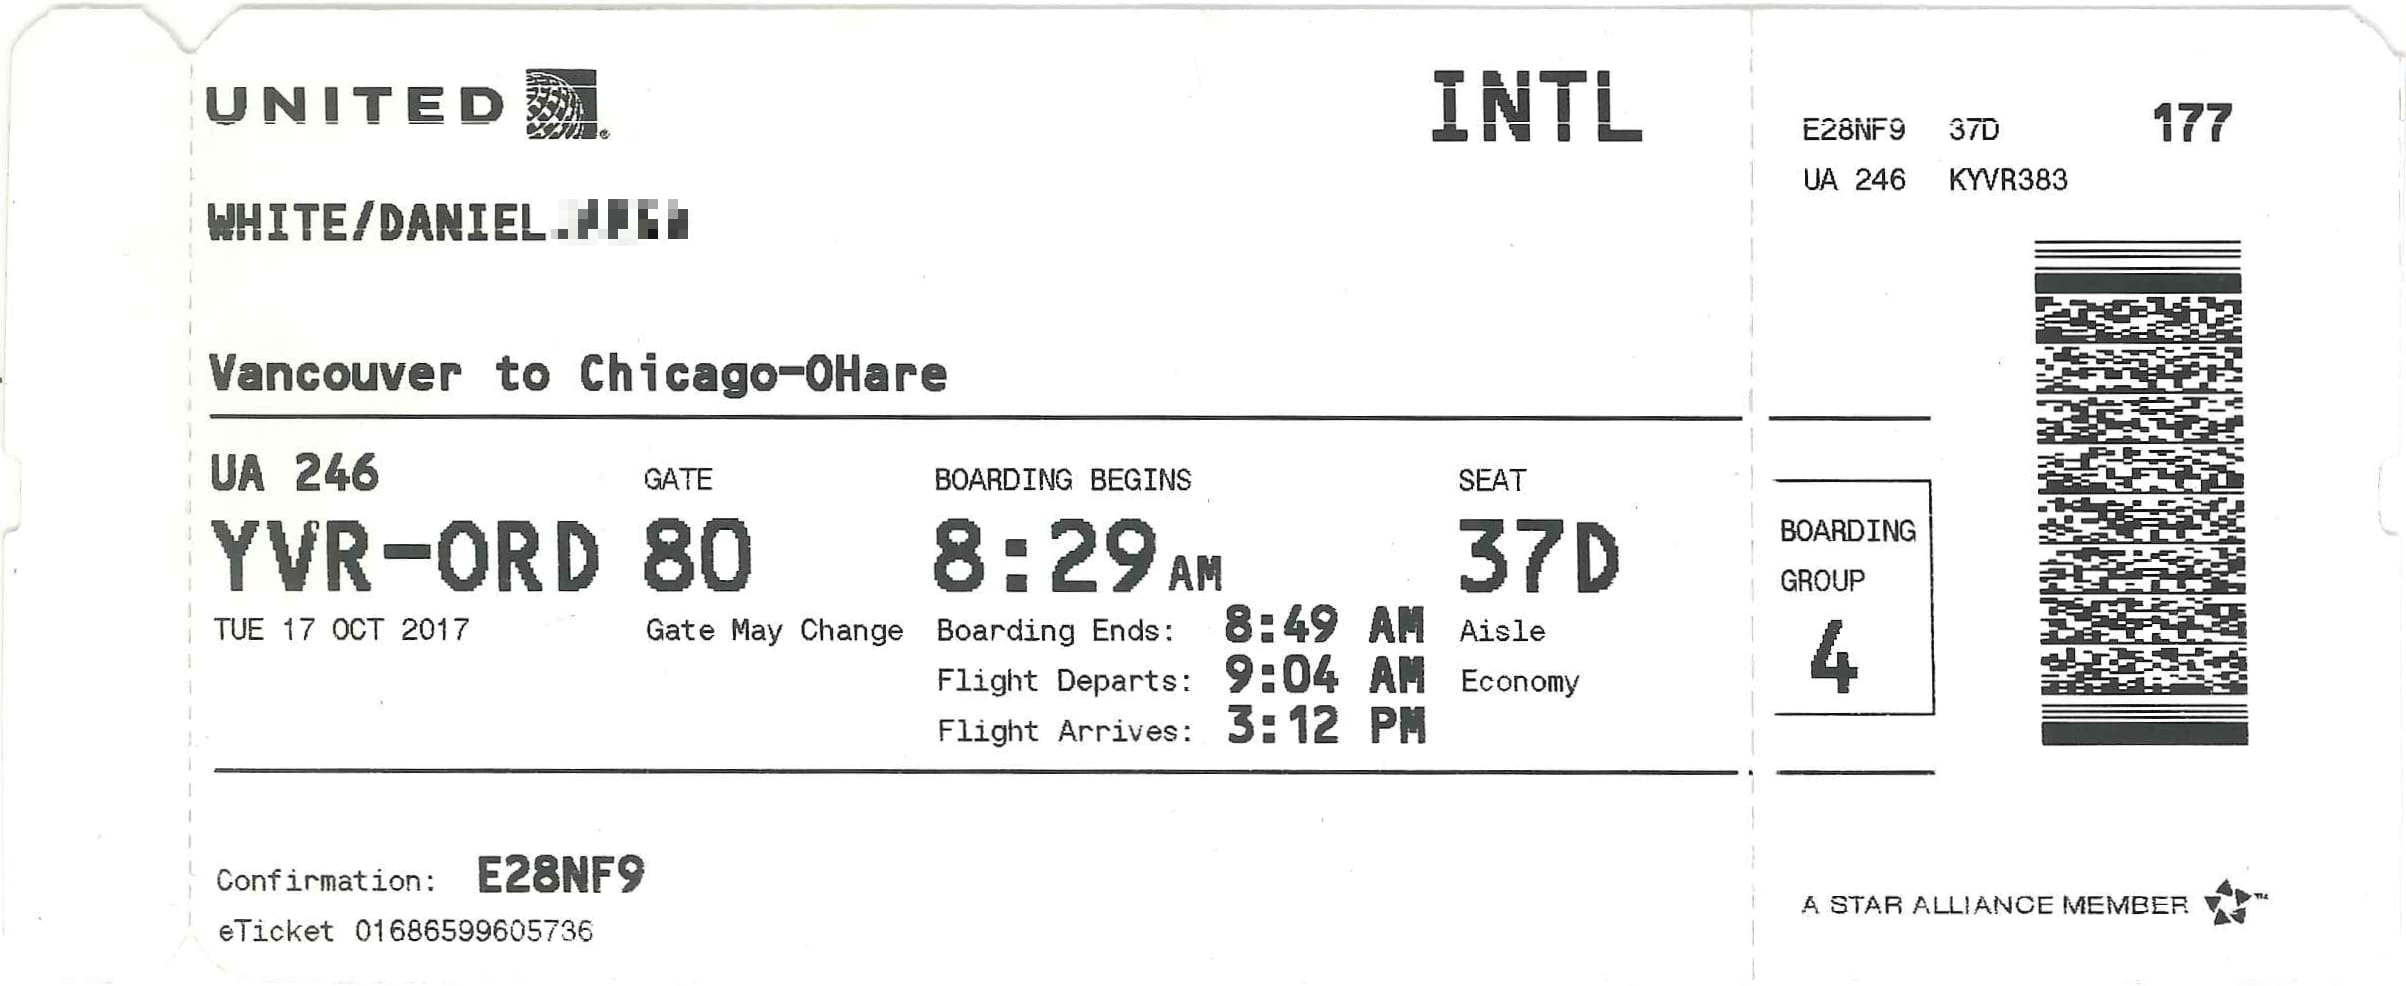 UNITED
INTL
WHITE/DANIEL
Vancouver to Chicago-OHare
UA 246
GATE
BOARDING BEGINS
SEAT
YVR-ORD
80
8:29 AM
37D
TUE 17 OCT 2017
Gate May Change
Boarding Ends: 8:49 AM
Aisle
Flight Departs: 9:04 AM
Economy
Flight Arrives: 3:12 PM
Confirmation: E28NF9
eTicket 01686599605736
E28NF9 37D 177
UA 246 KYVR383
BOARDING
GROUP
4
A STAR ALLIANCE MEMBER ™